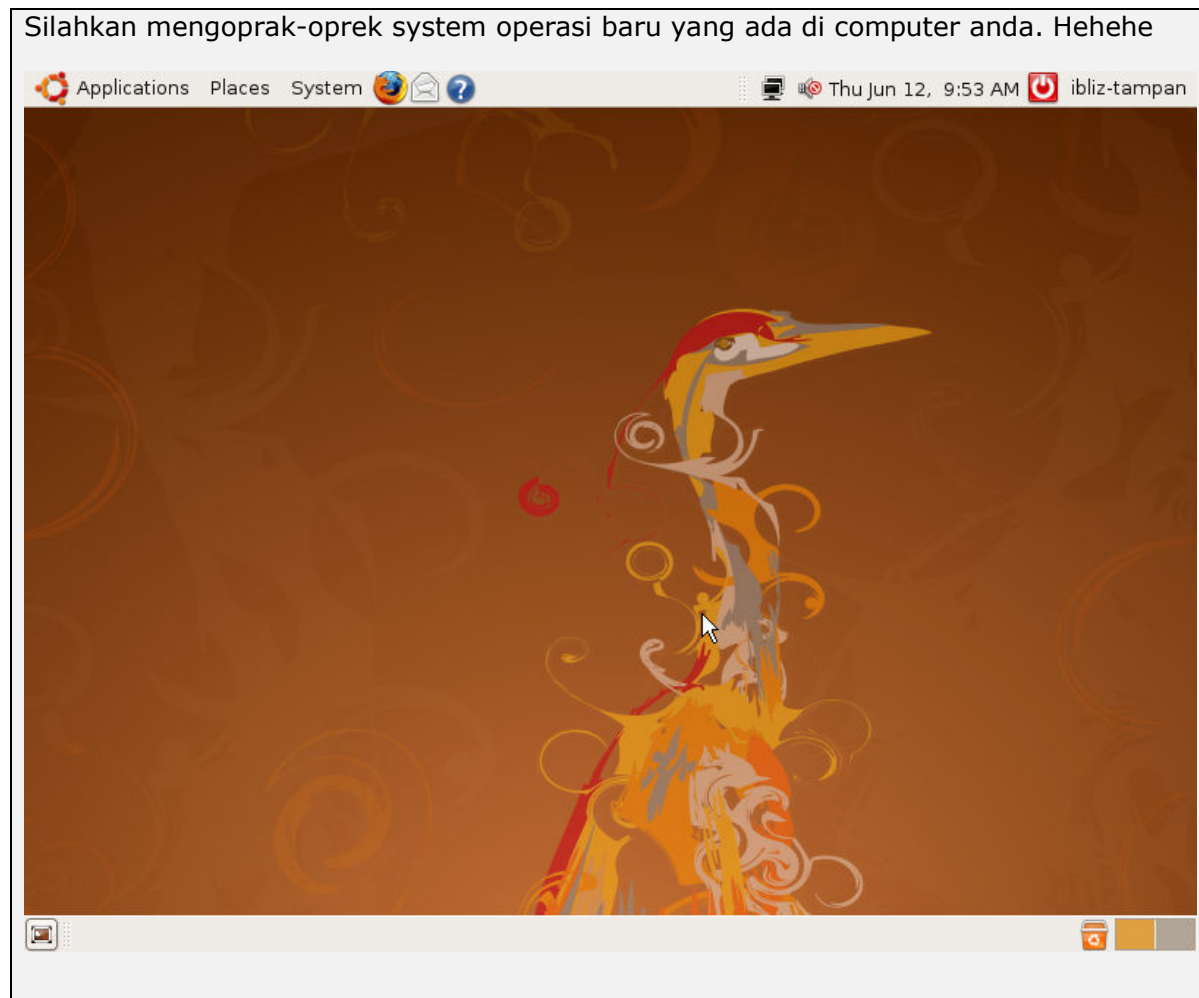 Silahkan mengoprak-oprek system operasi baru yang ada di computer anda. Hehehe
Applications Places System ? Thu Jun 12, 9:53 AM ibliz-tampan